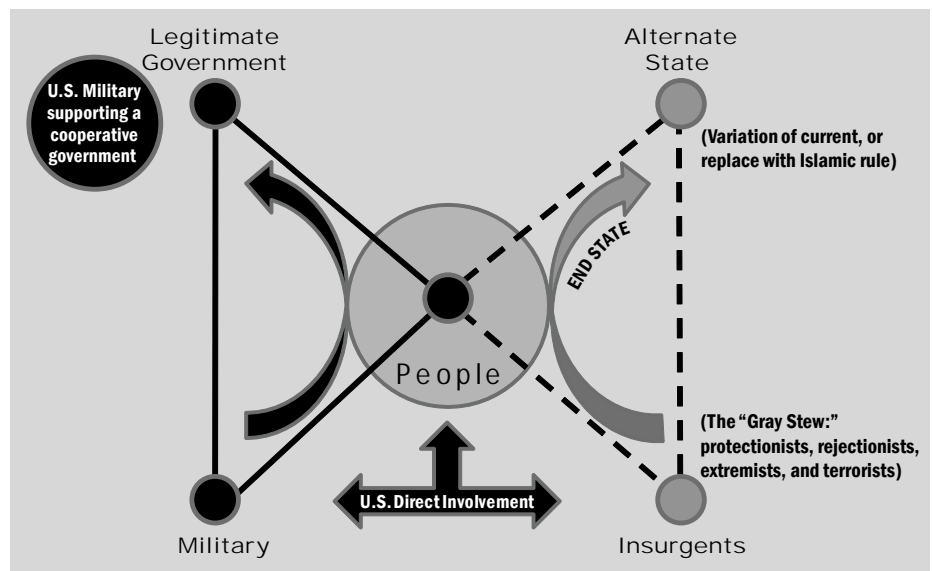 Legitimate
Government
Alternate
State
U.S. Military
supporting a
cooperative
government
(Variation of current, or
replace with Islamic rule)
END STATE
People
(The “Gray Stew:”
protectionists, rejectionists,
extremists, and terrorists)
U.S. Direct Involvement
Military
Insurgents